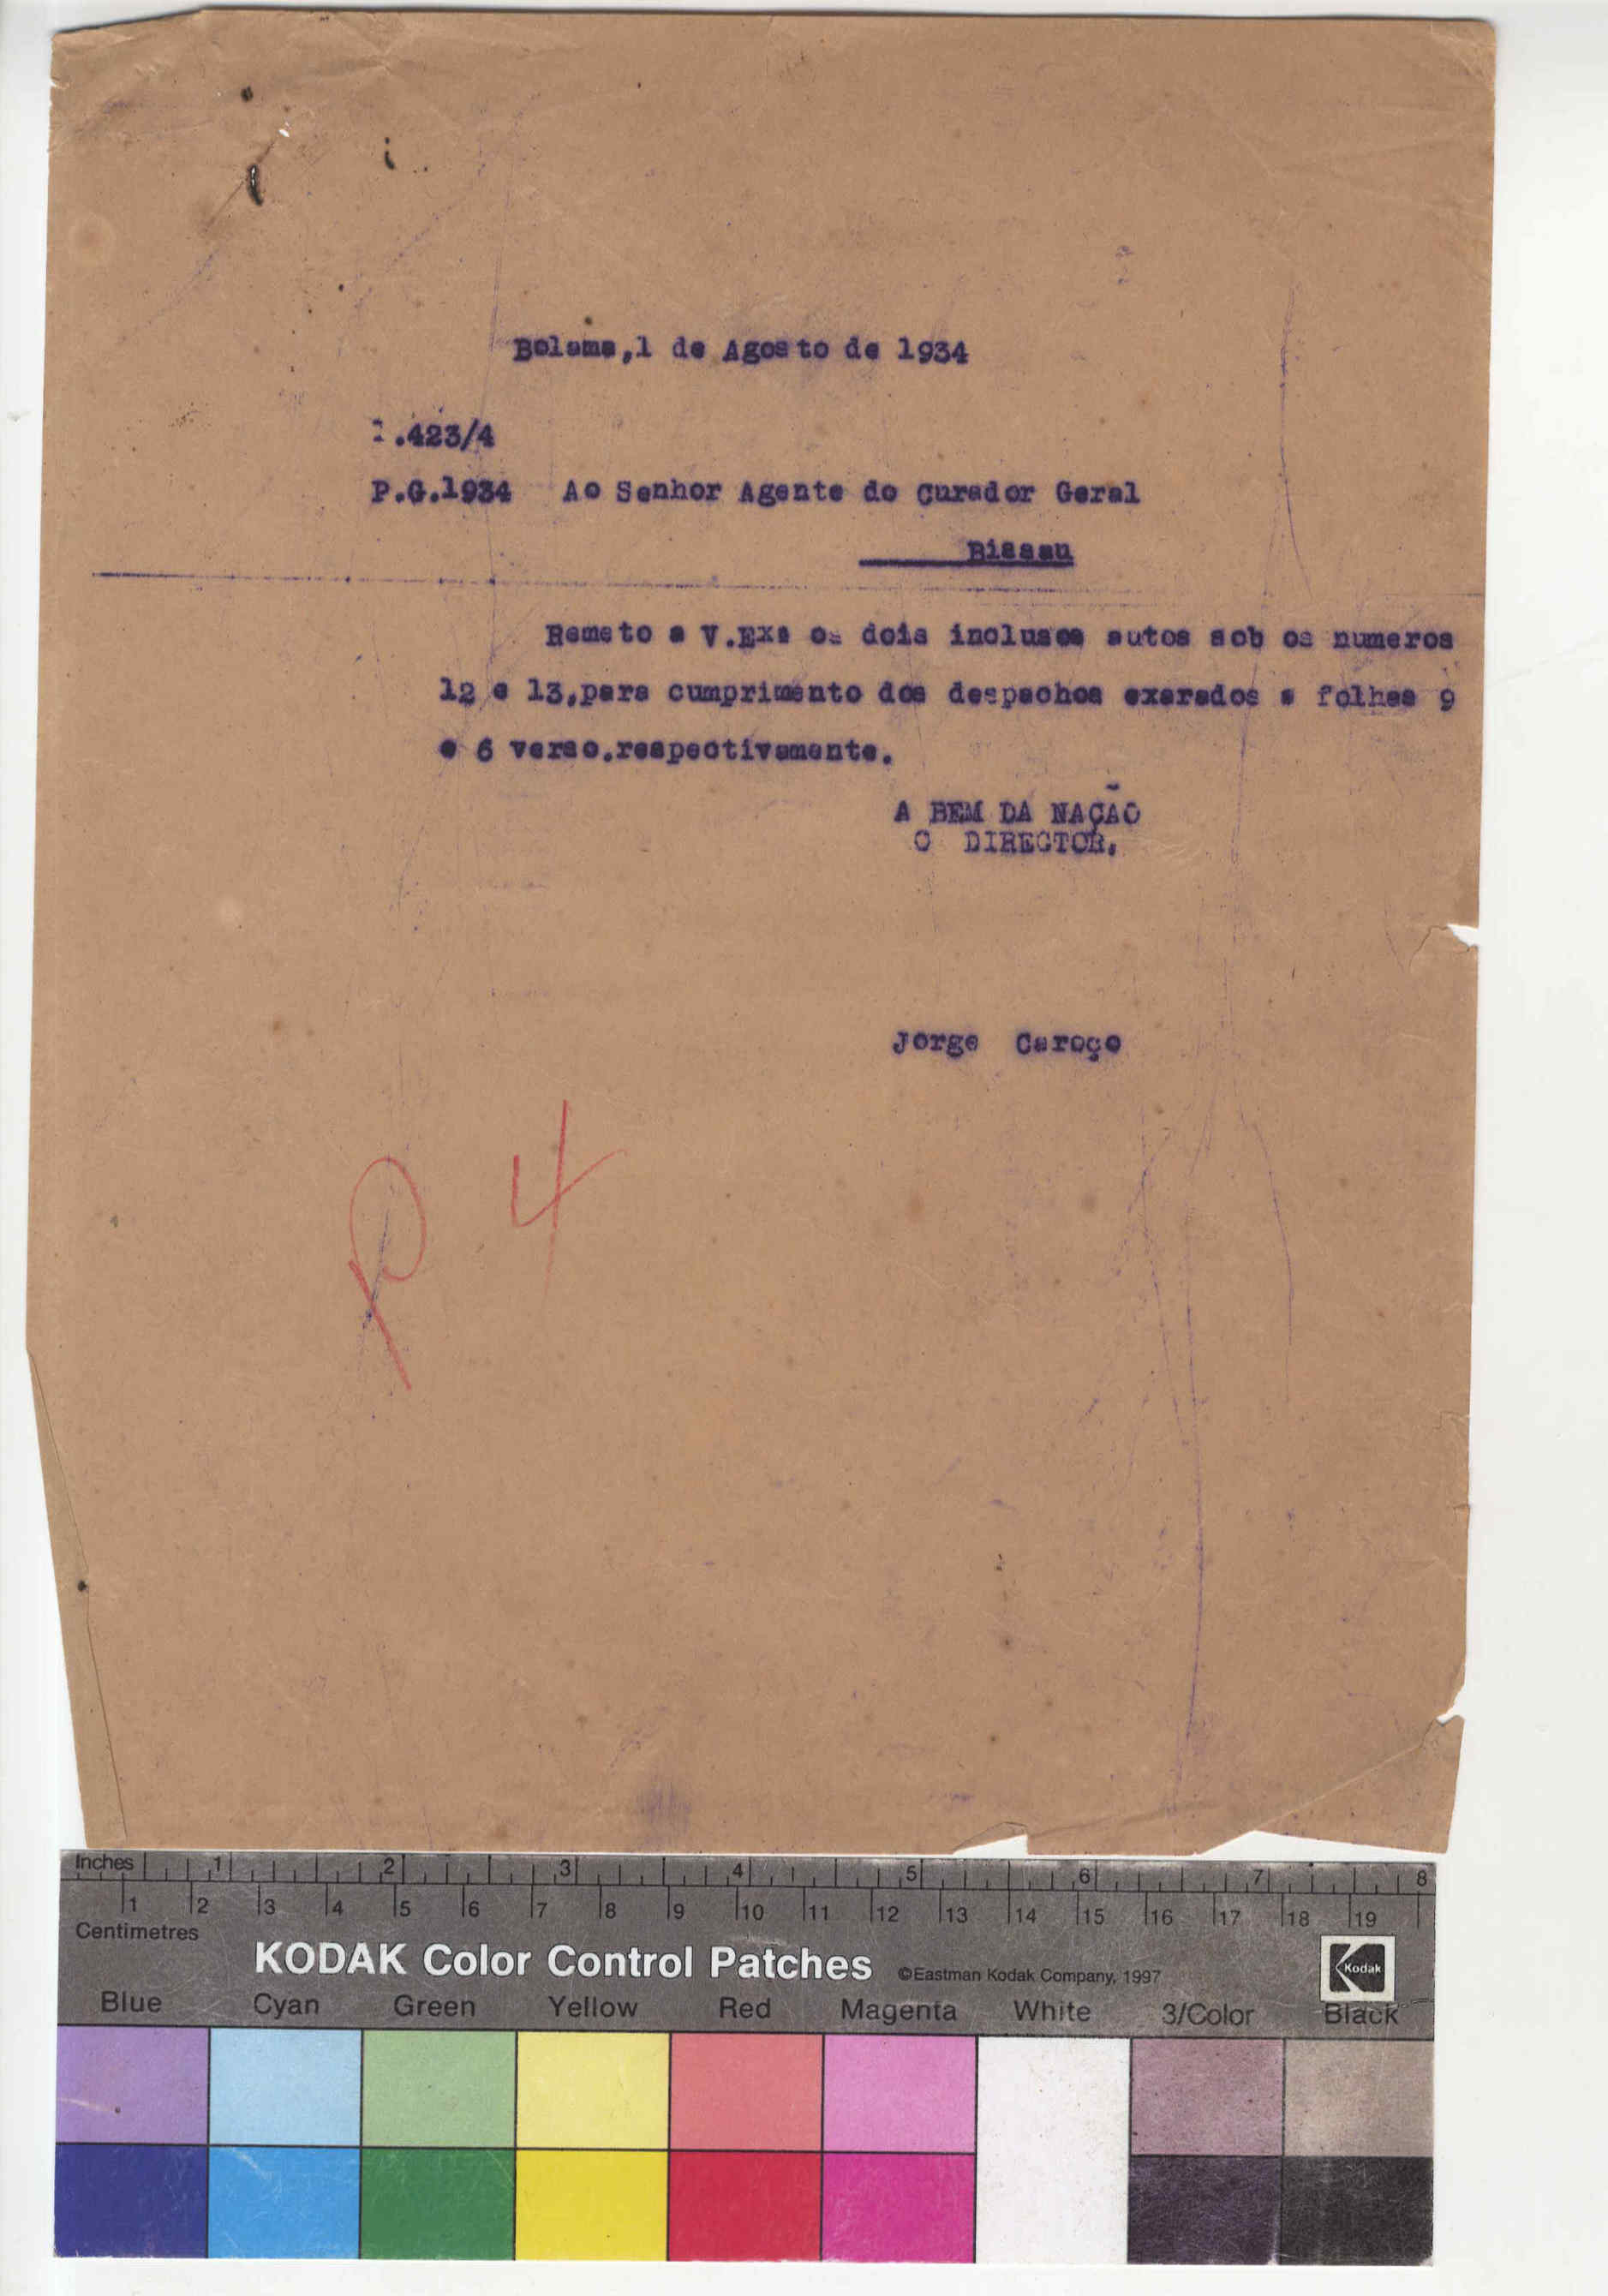 Bolama,1 de Agosto de 1934
.423/4
P.G.1934 Ao Senhor Agente do Curador Geral
Bissau
Remeto a V.Exa os dois inclusos autos sob os numeros
12 e 13,para cumprimento dos despachos exarados a folhas 9
e 6 verso.respectivamente.
A BEM DA NAÇÃO
O DIRECTOR.
Jorge Caroço
P 4
Inches 1 2 3 4 5 6 7 8
1 2 3 4 5 6 7 8 9 10 11 12 13 14 15 16 17 18 19
Centimetres
KODAK Color Control Patches ©Eastman Kodak Company, 1997 Kodak
Blue Cyan Green Yellow Red Magenta White 3/Color Black